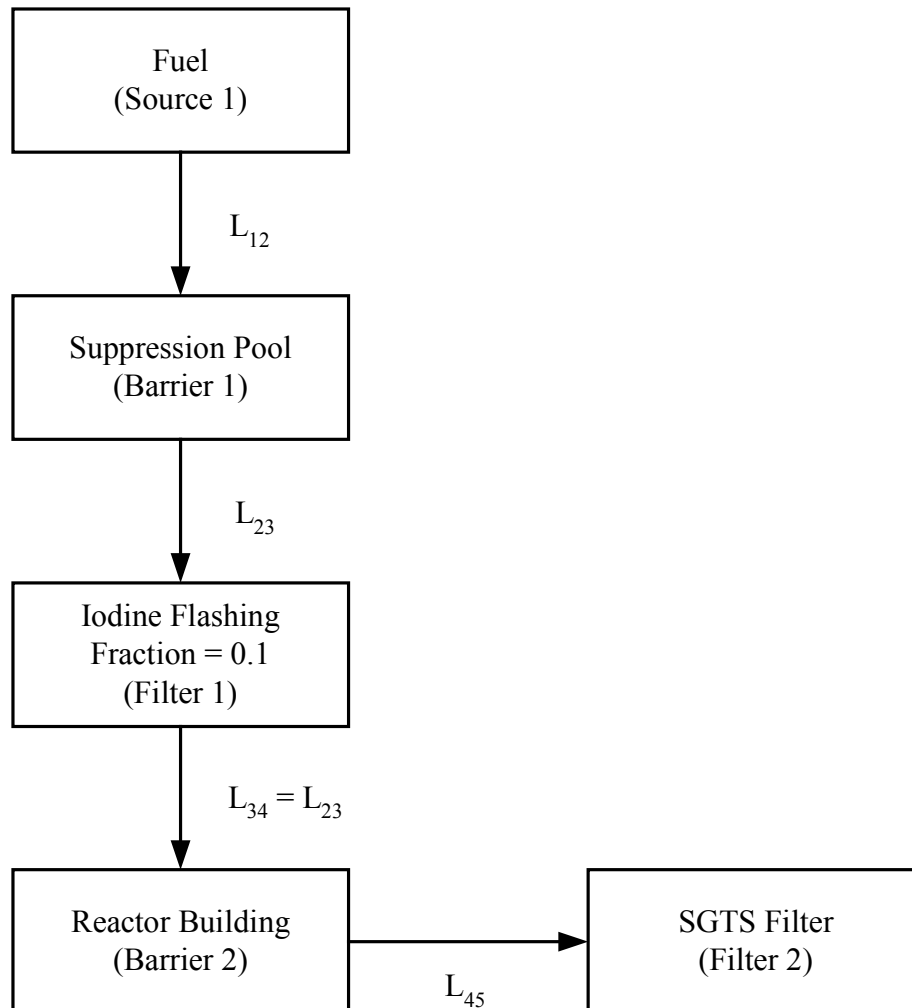 Fuel
(Source 1)
L₁₂
Suppression Pool
(Barrier 1)
L₂₃
Iodine Flashing
Fraction = 0.1
(Filter 1)
L₃₄ = L₂₃
Reactor Building
(Barrier 2)
L₄₅
SGTS Filter
(Filter 2)